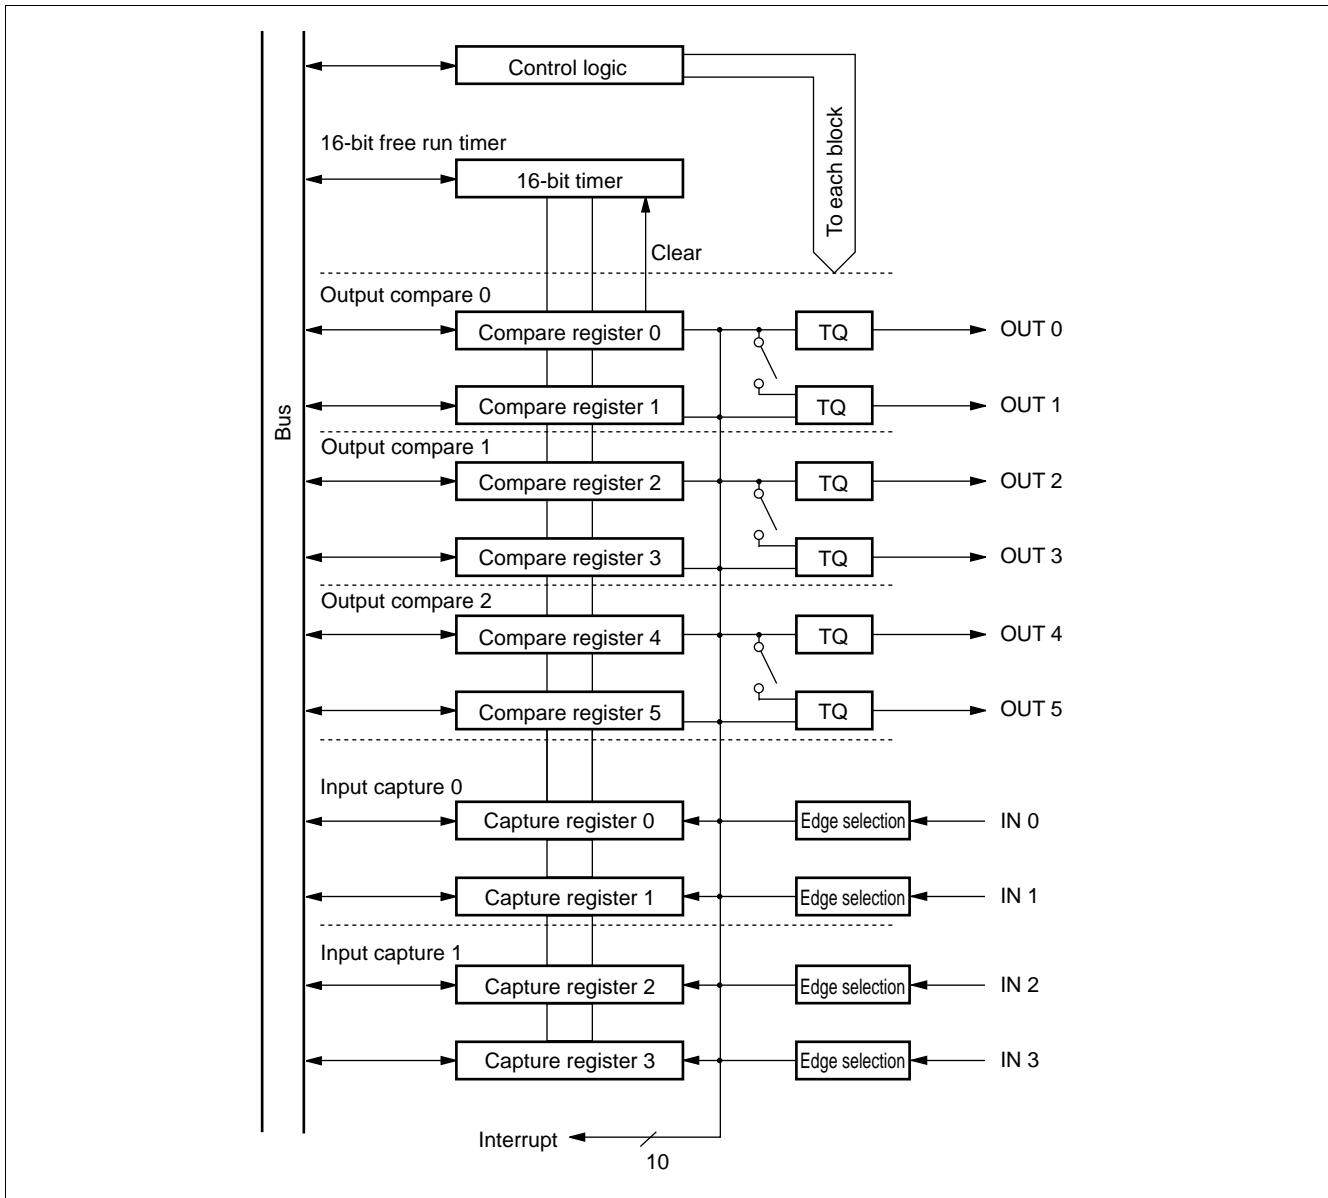 Control logic
To each block
16-bit free run timer
16-bit timer
Clear
Bus
Output compare 0
Compare register 0
TQ
OUT 0
Compare register 1
TQ
OUT 1
Output compare 1
Compare register 2
TQ
OUT 2
Compare register 3
TQ
OUT 3
Output compare 2
Compare register 4
TQ
OUT 4
Compare register 5
TQ
OUT 5
Input capture 0
Capture register 0
Edge selection
IN 0
Capture register 1
Edge selection
IN 1
Input capture 1
Capture register 2
Edge selection
IN 2
Capture register 3
Edge selection
IN 3
Interrupt
10